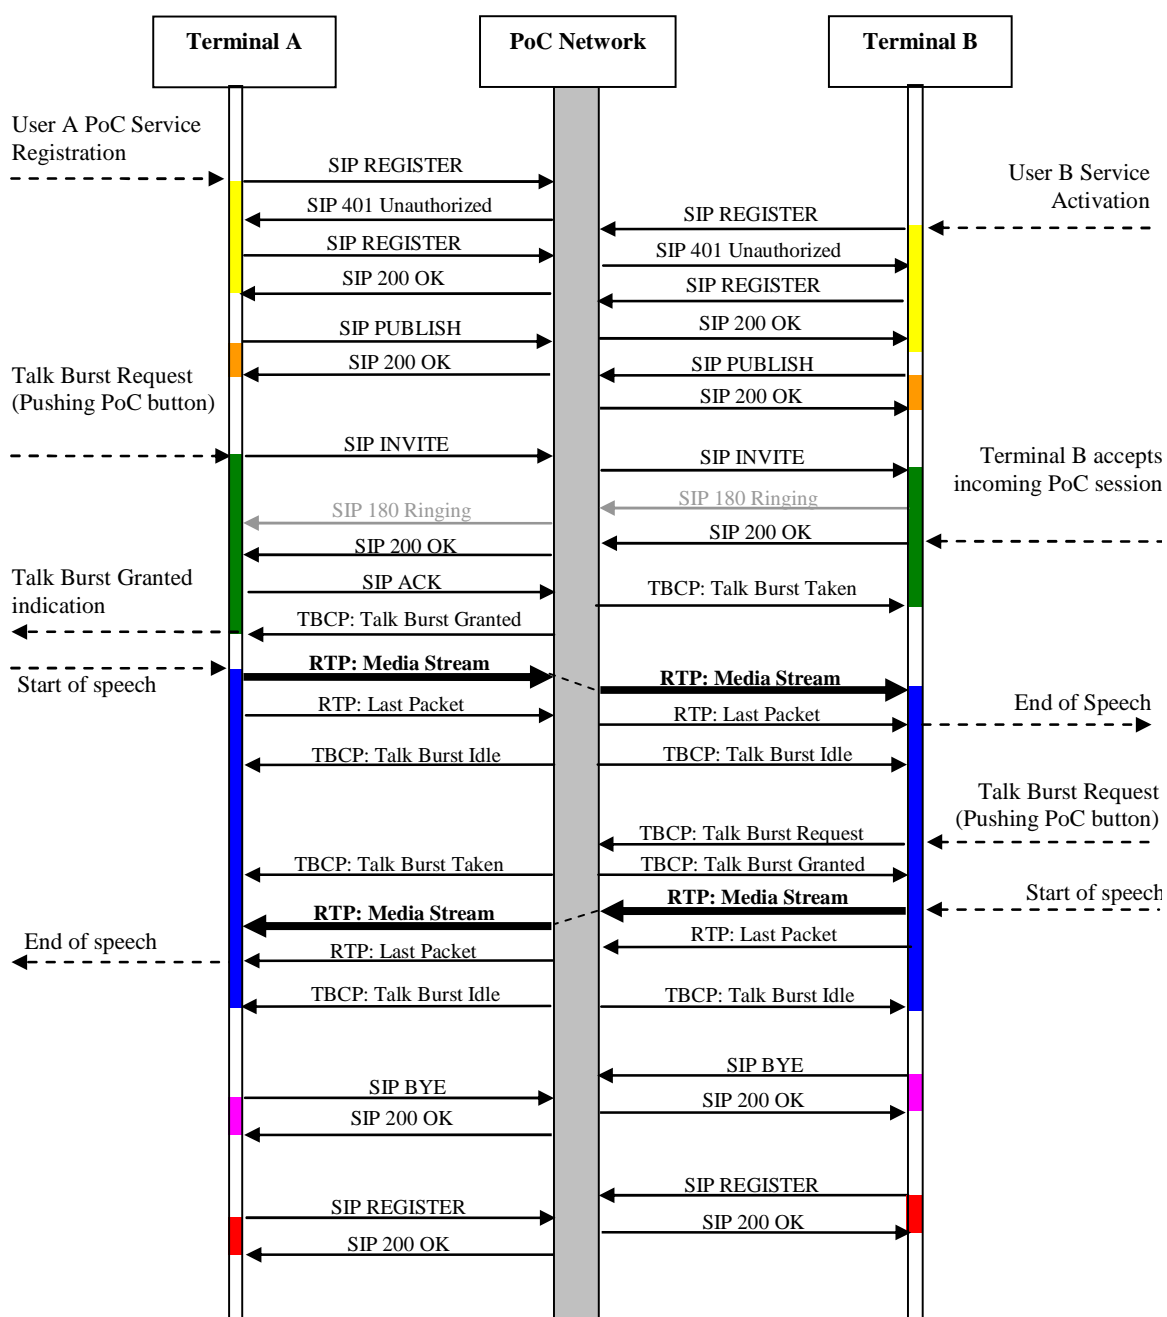 Terminal A
PoC Network
Terminal B
User A PoC Service
Registration
SIP REGISTER
User B Service
Activation
SIP 401 Unauthorized
SIP REGISTER
SIP REGISTER
SIP 401 Unauthorized
SIP 200 OK
SIP REGISTER
SIP PUBLISH
SIP 200 OK
SIP 200 OK
SIP PUBLISH
Talk Burst Request
(Pushing PoC button)
SIP 200 OK
SIP INVITE
SIP INVITE
Terminal B accepts
incoming PoC session
SIP 180 Ringing
SIP 180 Ringing
SIP 200 OK
SIP 200 OK
Talk Burst Granted
indication
SIP ACK
TBCP: Talk Burst Taken
TBCP: Talk Burst Granted
RTP: Media Stream
Start of speech
RTP: Media Stream
RTP: Last Packet
RTP: Last Packet
End of Speech
TBCP: Talk Burst Idle
TBCP: Talk Burst Idle
Talk Burst Request
(Pushing PoC button)
TBCP: Talk Burst Request
TBCP: Talk Burst Taken
TBCP: Talk Burst Granted
RTP: Media Stream
Start of speech
RTP: Media Stream
RTP: Last Packet
End of speech
RTP: Last Packet
TBCP: Talk Burst Idle
TBCP: Talk Burst Idle
SIP BYE
SIP BYE
SIP 200 OK
SIP 200 OK
SIP REGISTER
SIP REGISTER
SIP 200 OK
SIP 200 OK